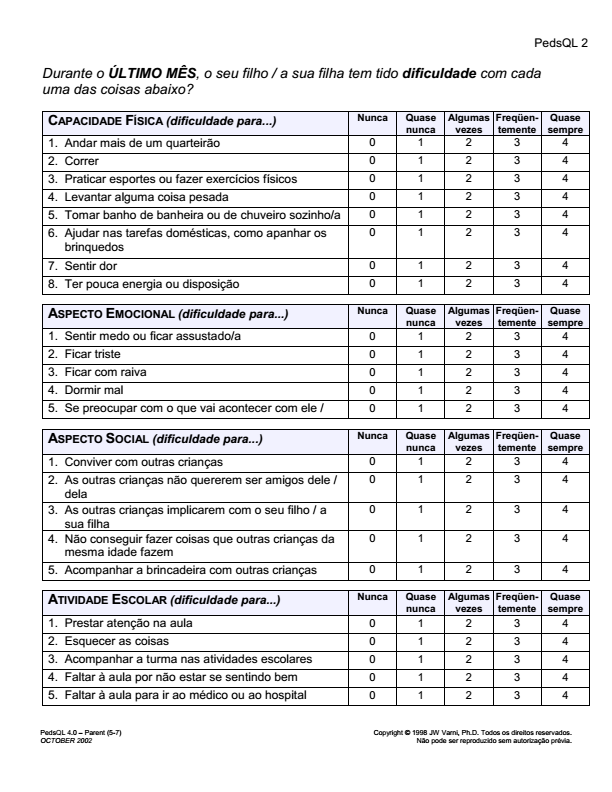 PedsQL 2
Durante o ÚLTIMO MÊS, o seu filho / a sua filha tem tido dificuldade com cada
uma das coisas abaixo?
CAPACIDADE FÍSICA (dificuldade para...) Nunca Quase nunca Algumas vezes Freqüen-temente Quase sempre
1. Andar mais de um quarteirão 0 1 2 3 4
2. Correr 0 1 2 3 4
3. Praticar esportes ou fazer exercícios físicos 0 1 2 3 4
4. Levantar alguma coisa pesada 0 1 2 3 4
5. Tomar banho de banheira ou de chuveiro sozinho/a 0 1 2 3 4
6. Ajudar nas tarefas domésticas, como apanhar os 0 1 2 3 4
brinquedos
7. Sentir dor 0 1 2 3 4
8. Ter pouca energia ou disposição 0 1 2 3 4
ASPECTO EMOCIONAL (dificuldade para...) Nunca Quase nunca Algumas vezes Freqüen-temente Quase sempre
1. Sentir medo ou ficar assustado/a 0 1 2 3 4
2. Ficar triste 0 1 2 3 4
3. Ficar com raiva 0 1 2 3 4
4. Dormir mal 0 1 2 3 4
5. Se preocupar com o que vai acontecer com ele / 0 1 2 3 4
ASPECTO SOCIAL (dificuldade para...) Nunca Quase nunca Algumas vezes Freqüen-temente Quase sempre
1. Conviver com outras crianças 0 1 2 3 4
2. As outras crianças não quererem ser amigos dele / 0 1 2 3 4
dela
3. As outras crianças implicarem com o seu filho / a 0 1 2 3 4
sua filha
4. Não conseguir fazer coisas que outras crianças da 0 1 2 3 4
mesma idade fazem
5. Acompanhar a brincadeira com outras crianças 0 1 2 3 4
ATIVIDADE ESCOLAR (dificuldade para...) Nunca Quase nunca Algumas vezes Freqüen-temente Quase sempre
1. Prestar atenção na aula 0 1 2 3 4
2. Esquecer as coisas 0 1 2 3 4
3. Acompanhar a turma nas atividades escolares 0 1 2 3 4
4. Faltar à aula por não estar se sentindo bem 0 1 2 3 4
5. Faltar à aula para ir ao médico ou ao hospital 0 1 2 3 4
PedsQL 4.0 – Parent (5-7) Copyright © 1998 JW Varni, Ph.D. Todos os direitos reservados.
OCTOBER 2002 Não pode ser reproduzido sem autorização prévia.